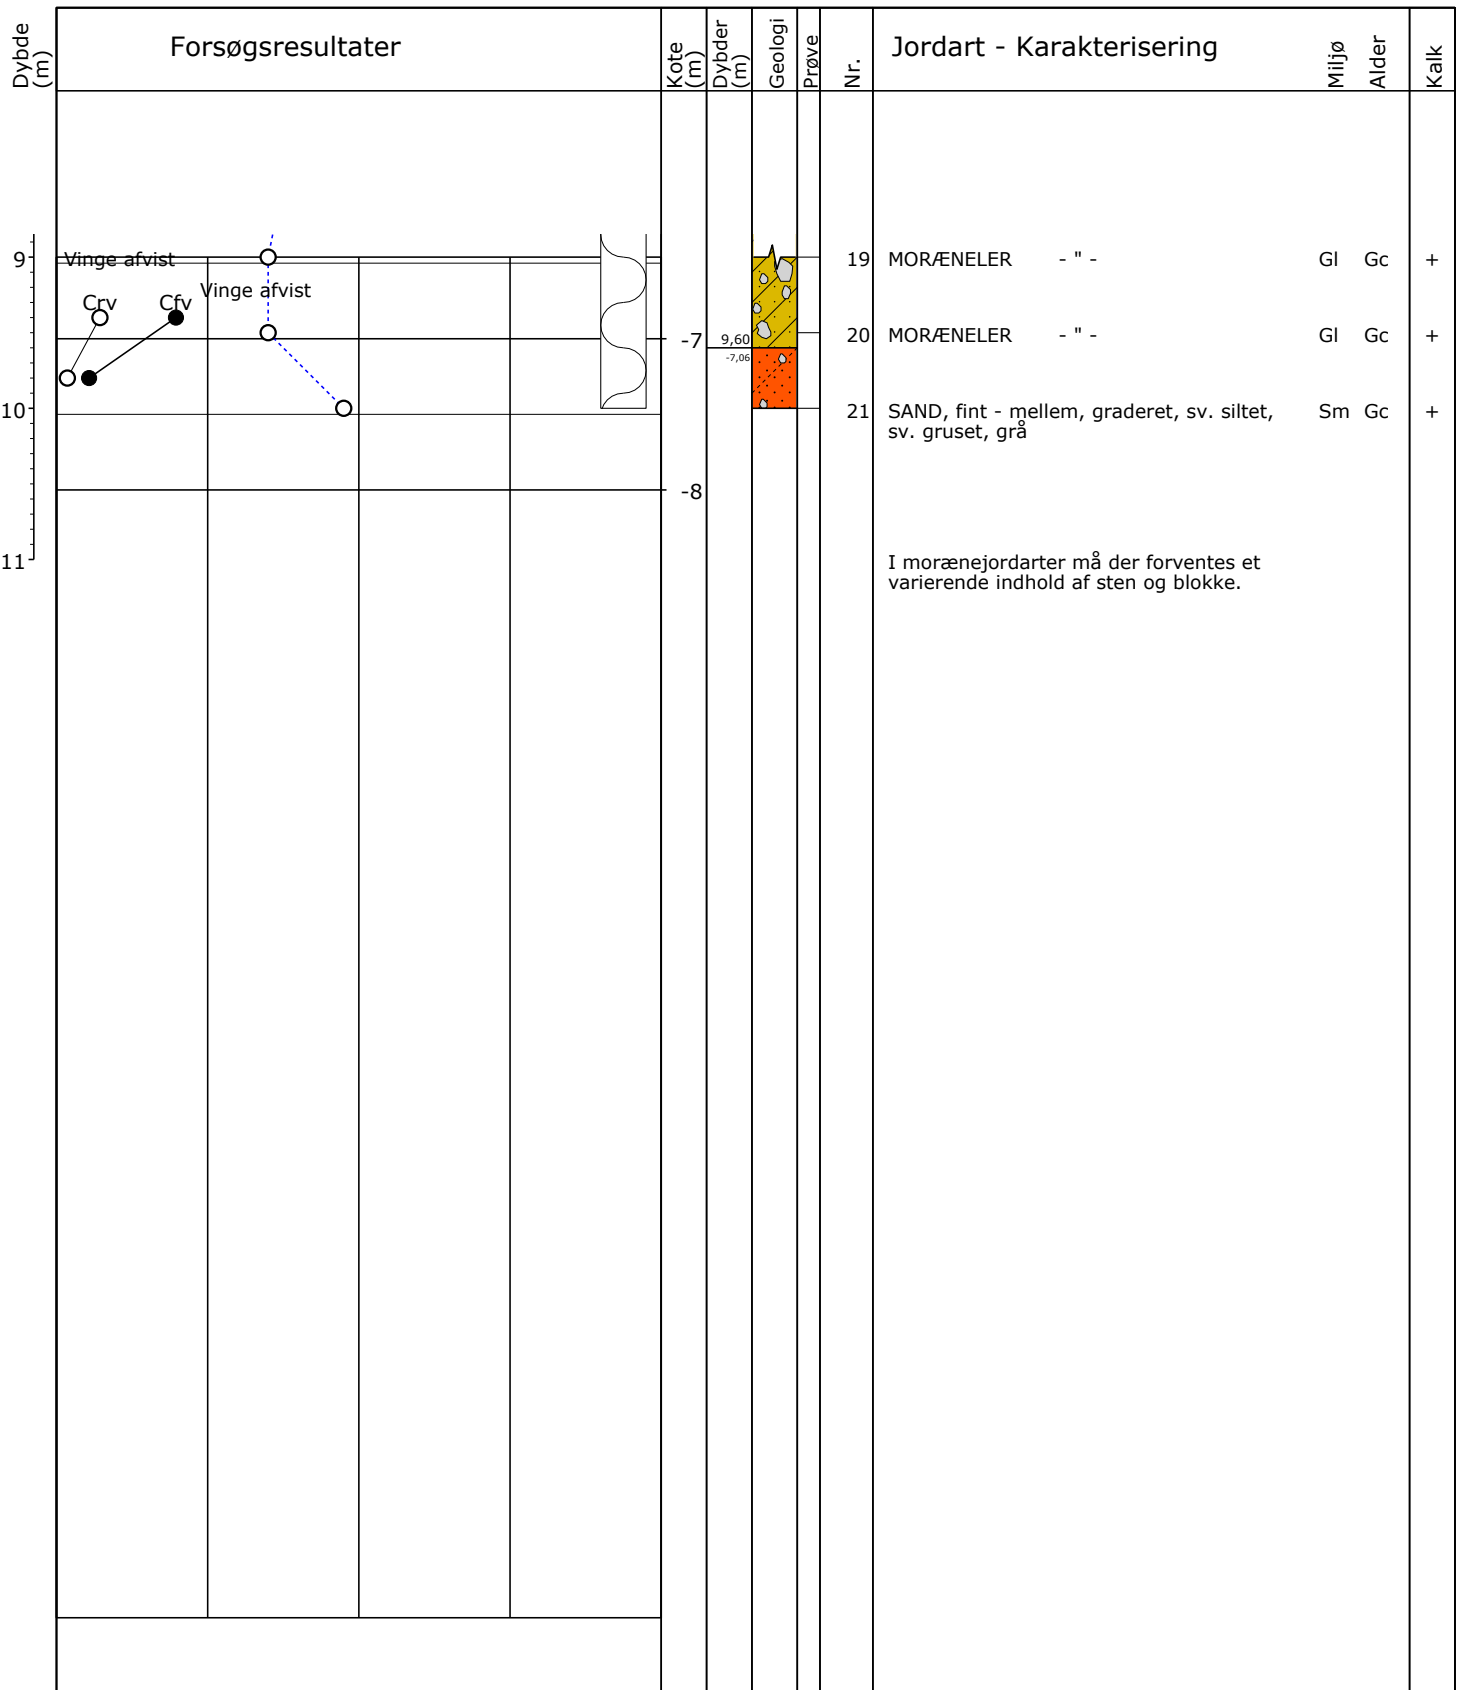 Dybde (m)
Forsøgsresultater
Kote (m)
Dybder (m)
Geologi
Prøve
Nr.
Jordart - Karakterisering
Miljø
Alder
Kalk
9
Vinge afvist
19 MORÆNELER - " - Gl Gc +
Vinge afvist
Crv Cfv
-7
9,60
-7,06
20 MORÆNELER - " - Gl Gc +
10
21 SAND, fint - mellem, graderet, sv. siltet, Sm Gc +
sv. gruset, grå
-8
11
I morænejordarter må der forventes et
varierende indhold af sten og blokke.